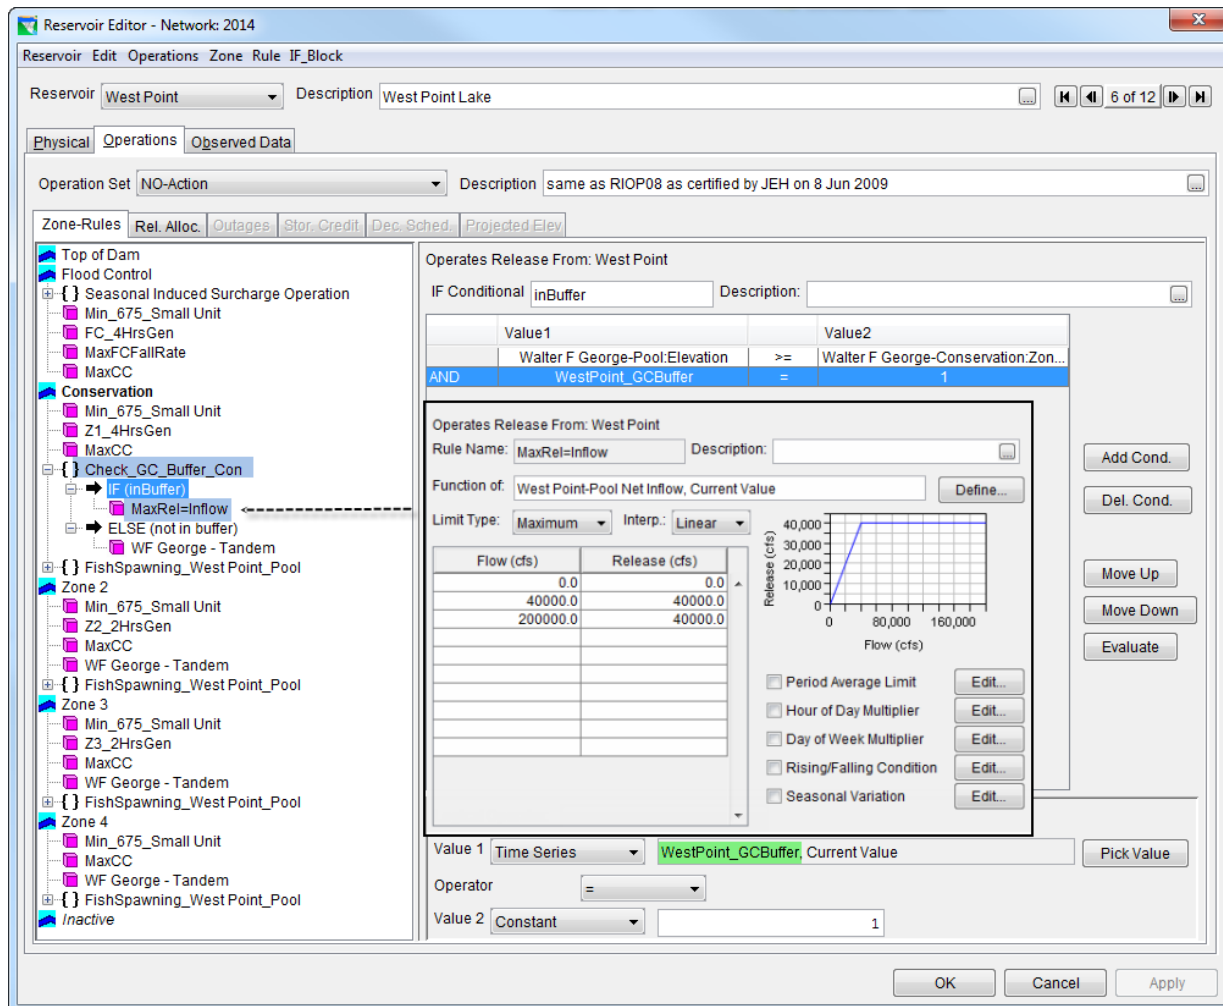 Reservoir Editor - Network: 2014
Reservoir Edit Operations Zone Rule IF_Block
Reservoir West Point Description West Point Lake ... 6 of 12
Physical Operations Observed Data
Operation Set NO-Action Description same as RIOP08 as certified by JEH on 8 Jun 2009 ...
Zone-Rules Rel. Alloc. Outages Stor. Credit Dec. Sched. Projected Elev
Top of Dam
Flood Control
{ } Seasonal Induced Surcharge Operation
Min_675_Small Unit
FC_4HrsGen
MaxFCFallRate
MaxCC
Conservation
Min_675_Small Unit
Z1_4HrsGen
MaxCC
{ } Check_GC_Buffer_Con
IF (inBuffer)
MaxRel=Inflow
ELSE (not in buffer)
WF George - Tandem
{ } FishSpawning_West Point_Pool
Zone 2
Min_675_Small Unit
Z2_2HrsGen
MaxCC
WF George - Tandem
{ } FishSpawning_West Point_Pool
Zone 3
Min_675_Small Unit
Z3_2HrsGen
MaxCC
WF George - Tandem
{ } FishSpawning_West Point_Pool
Zone 4
Min_675_Small Unit
MaxCC
WF George - Tandem
{ } FishSpawning_West Point_Pool
Inactive
Operates Release From: West Point
IF Conditional inBuffer Description: ...
Value1 Value2
Walter F George-Pool:Elevation >= Walter F George-Conservation:Zon...
AND WestPoint_GCBuffer = 1
Operates Release From: West Point
Rule Name: MaxRel=Inflow Description: ...
Function of: West Point-Pool Net Inflow, Current Value Define...
Limit Type: Maximum Interp.: Linear
Flow (cfs) Release (cfs)
0.0 0.0
40000.0 40000.0
200000.0 40000.0
Release (cfs)
40,000
30,000
20,000
10,000
0
0 80,000 160,000
Flow (cfs)
Period Average Limit Edit...
Hour of Day Multiplier Edit...
Day of Week Multiplier Edit...
Rising/Falling Condition Edit...
Seasonal Variation Edit...
Add Cond.
Del. Cond.
Move Up
Move Down
Evaluate
Value 1 Time Series WestPoint_GCBuffer, Current Value Pick Value
Operator =
Value 2 Constant 1
OK Cancel Apply